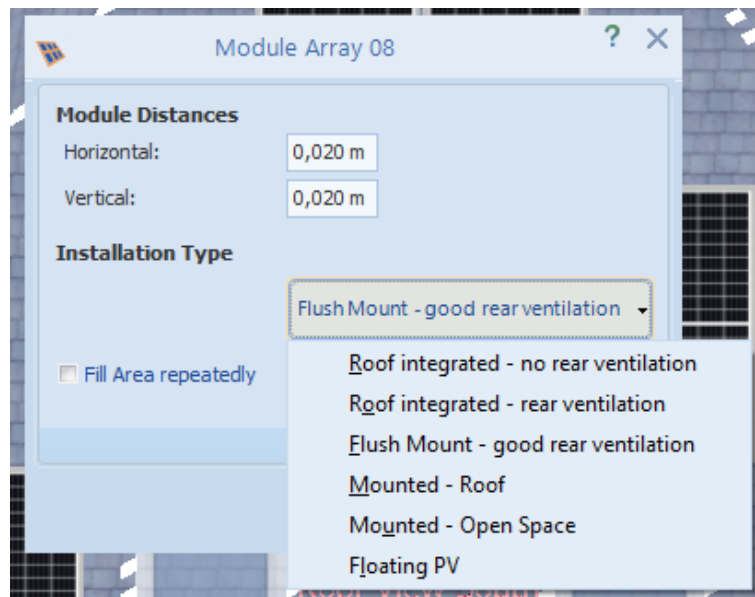 Module Array 08
?
Module Distances
Horizontal: 0,020 m
Vertical: 0,020 m
Installation Type
Flush Mount - good rear ventilation
Fill Area repeatedly
Roof integrated - no rear ventilation
Roof integrated - rear ventilation
Flush Mount - good rear ventilation
Mounted - Roof
Mounted - Open Space
Floating PV